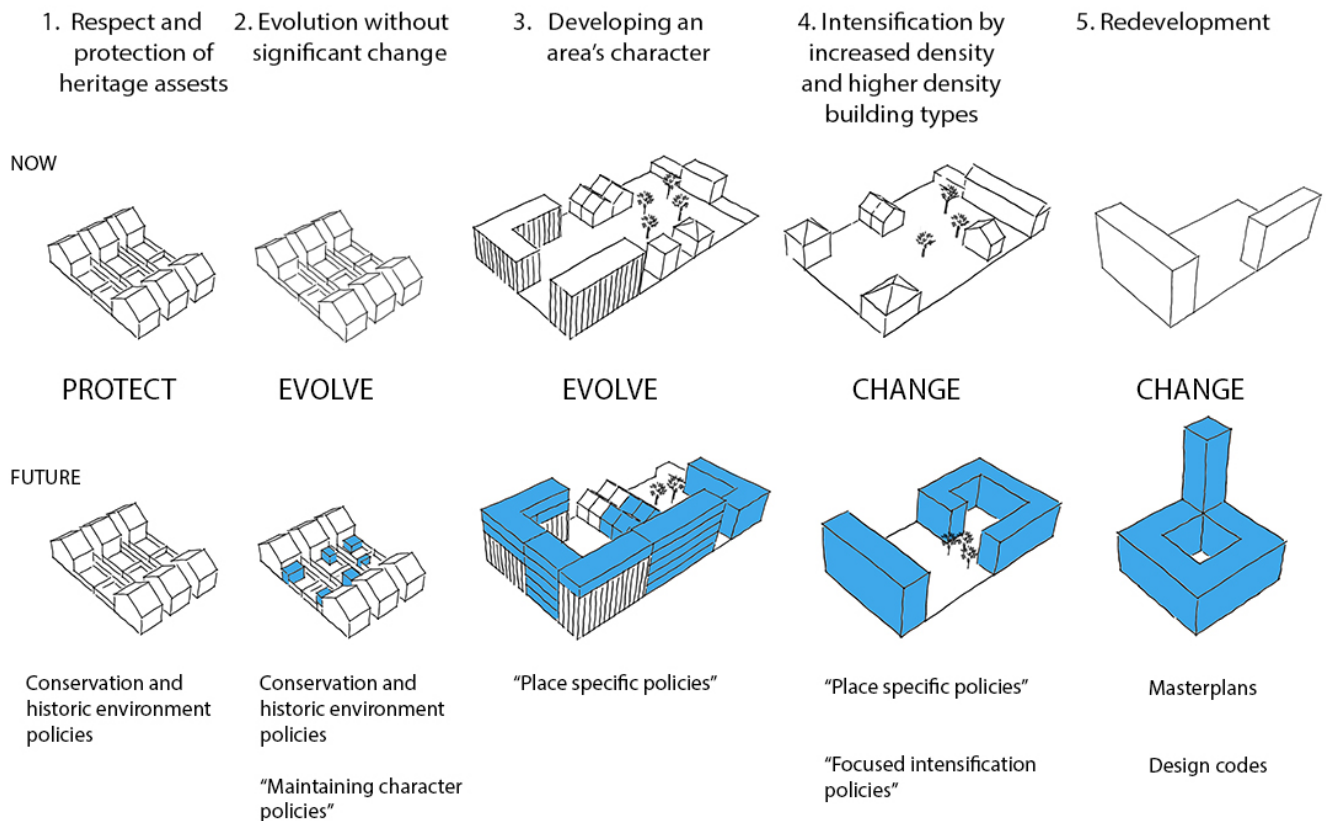 1. Respect and
protection of
heritage assests
2. Evolution without
significant change
3. Developing an
area's character
4. Intensification by
increased density
and higher density
building types
5. Redevelopment
NOW
PROTECT
EVOLVE
EVOLVE
CHANGE
CHANGE
FUTURE
Conservation and
historic environment
policies
Conservation and
historic environment
policies
“Maintaining character
policies”
“Place specific policies”
“Place specific policies”
“Focused intensification
policies”
Masterplans
Design codes